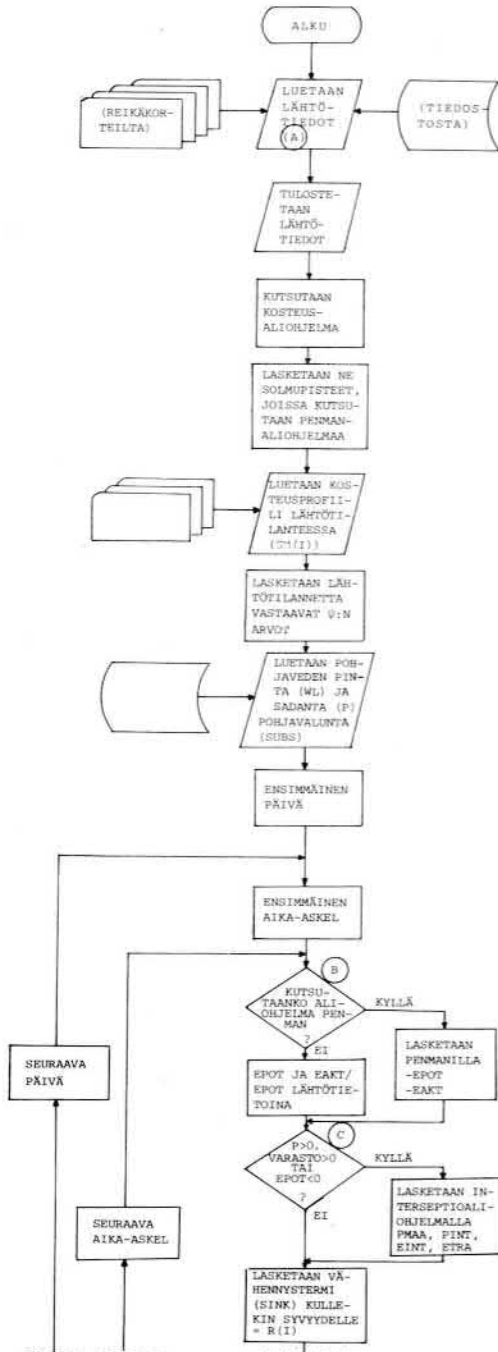 ALKU
LUETAAN
LÄHTÖ-
TIEDOT
(A)
(REIKÄKOR-
TEILTA)
(TIEDOS-
TOSTA)
TULOSTE-
TAAN
LÄHTÖ-
TIEDOT
KUTSUTAAN
KOSTEUS-
ALIOHJELMA
LASKETAAN NE
SOLMUPISTEET,
JOISSA KUTSU-
TAAN PENMAN-
ALIOHJELMAA
LUETAAN KOS-
TEUSPROFII-
LI LÄHTÖTI-
LANTEESSA
(SM(I))
LASKETAAN LÄH-
TÖTILANNETTA
VASTAAVAT Ψ:N
ARVOT
LUETAAN POH-
JAVEDEN PIN-
TA (WL) JA
SADANTA (P)
POHJAVALUNTA
(SUBS)
ENSIMMÄINEN
PÄIVÄ
ENSIMMÄINEN
AIKA-ASKEL
B
KUTSU-
TAANKO ALI-
OHJELMA PEN-
MAN
?
KYLLÄ
EI
LASKETAAN
PENMANILLA
-EPOT
-EAKT
EPOT JA EAKT/
EPOT LÄHTÖTIE-
TOINA
SEURAAVA
PÄIVÄ
C
P>0,
VARASTO>0
TAI
EPOT<0
?
KYLLÄ
EI
LASKETAAN IN-
TERSEPTIOALI-
OHJELMALLA
PMAA, PINT,
EINT, ETRA
SEURAAVA
AIKA-ASKEL
LASKETAAN VÄ-
HENNYSTERMI
(SINK) KULLE-
KIN SYVYYDELLE
= R(I)